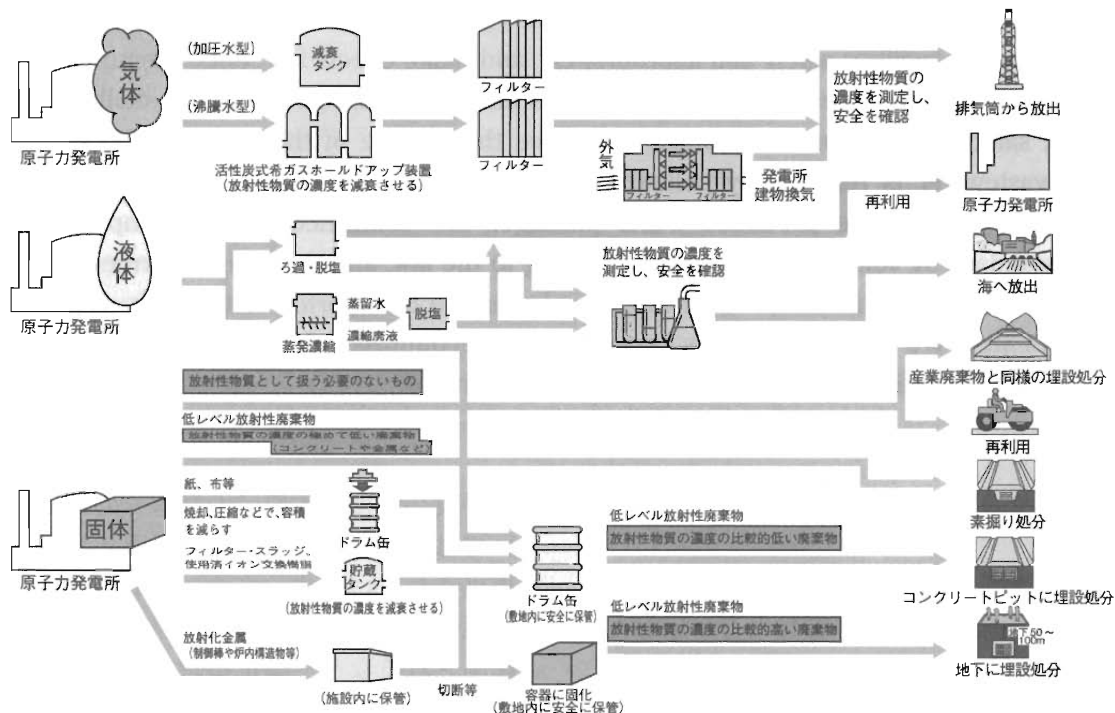 (加圧水型)
気体
減衰
タンク
フィルター
放射性物質の
濃度を測定し、
安全を確認
排気筒から放出
(沸騰水型)
原子力発電所
活性炭式希ガスホールドアップ装置
(放射性物質の濃度を減衰させる)
フィルター
外気
フィルター
フィルター
発電所
建物換気
再利用
原子力発電所
液体
原子力発電所
ろ過・脱塩
放射性物質の濃度を
測定し、安全を確認
海へ放出
蒸発濃縮
蒸留水
濃縮廃液
脱塩
放射性物質として扱う必要のないもの
産業廃棄物と同様の埋設処分
再利用
低レベル放射性廃棄物
放射性物質の濃度の極めて低い廃棄物
(コンクリートや金属など)
素掘り処分
固体
原子力発電所
紙、布等
焼却、圧縮などで、容積
を減らす
ドラム缶
フィルター・スラッジ、
使用済イオン交換樹脂
貯蔵
タンク
(放射性物質の濃度を減衰させる)
ドラム缶
(敷地内に安全に保管)
低レベル放射性廃棄物
放射性物質の濃度の比較的低い廃棄物
コンクリートピットに埋設処分
放射化金属
(制御棒や炉内構造物等)
(施設内に保管)
切断等
容器に固化
(敷地内に安全に保管)
低レベル放射性廃棄物
放射性物質の濃度の比較的高い廃棄物
地下50～
100m
地下に埋設処分